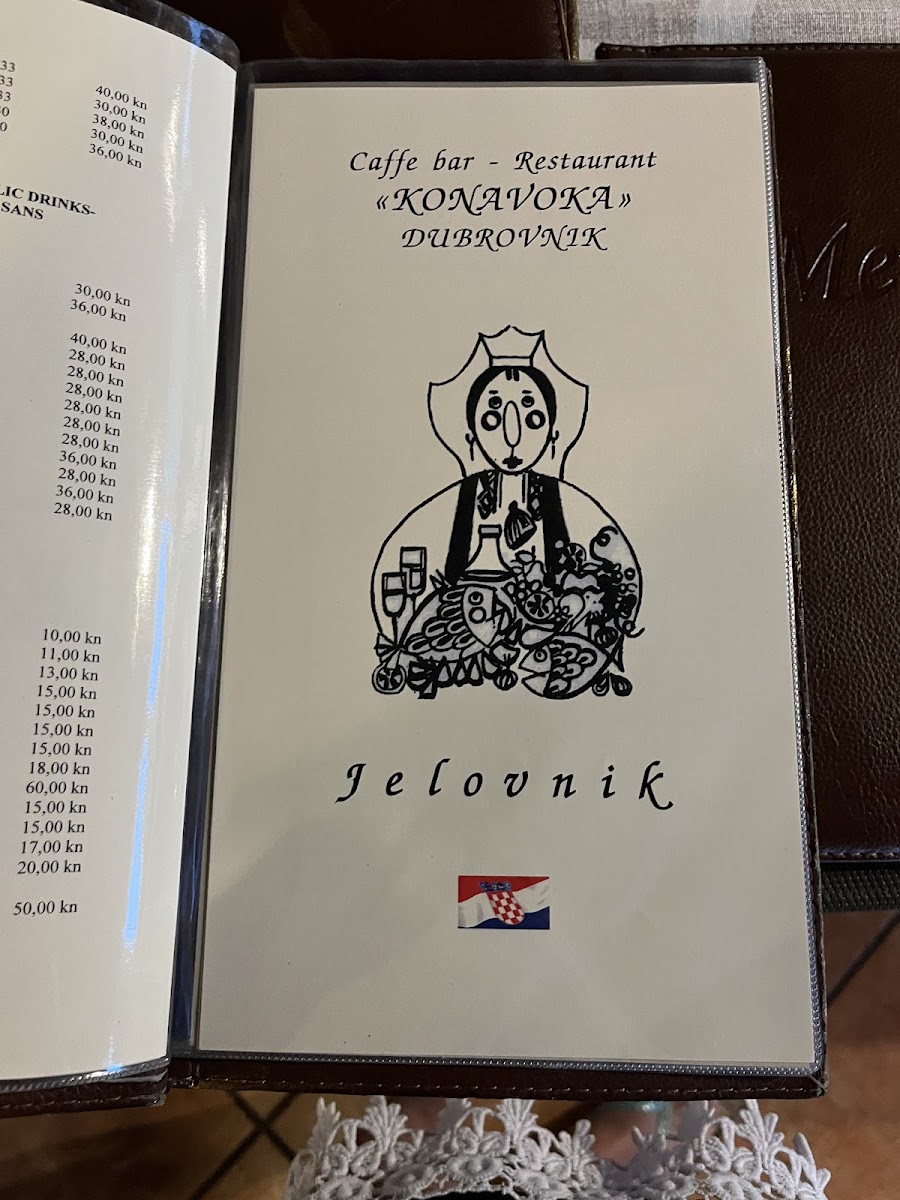 33
33
33
40,00 kn
30,00 kn
38,00 kn
30,00 kn
36,00 kn
DRINKS-
30,00 kn
36,00 kn
40,00 kn
28,00 kn
28,00 kn
28,00 kn
28,00 kn
28,00 kn
28,00 kn
36,00 kn
28,00 kn
36,00 kn
28,00 kn
10,00 kn
11,00 kn
13,00 kn
15,00 kn
15,00 kn
15,00 kn
15,00 kn
18,00 kn
60,00 kn
15,00 kn
15,00 kn
17,00 kn
20,00 kn
50,00 kn
Caffe bar - Restaurant
«KONAVOKA»
DUBROVNIK
Jelovnik